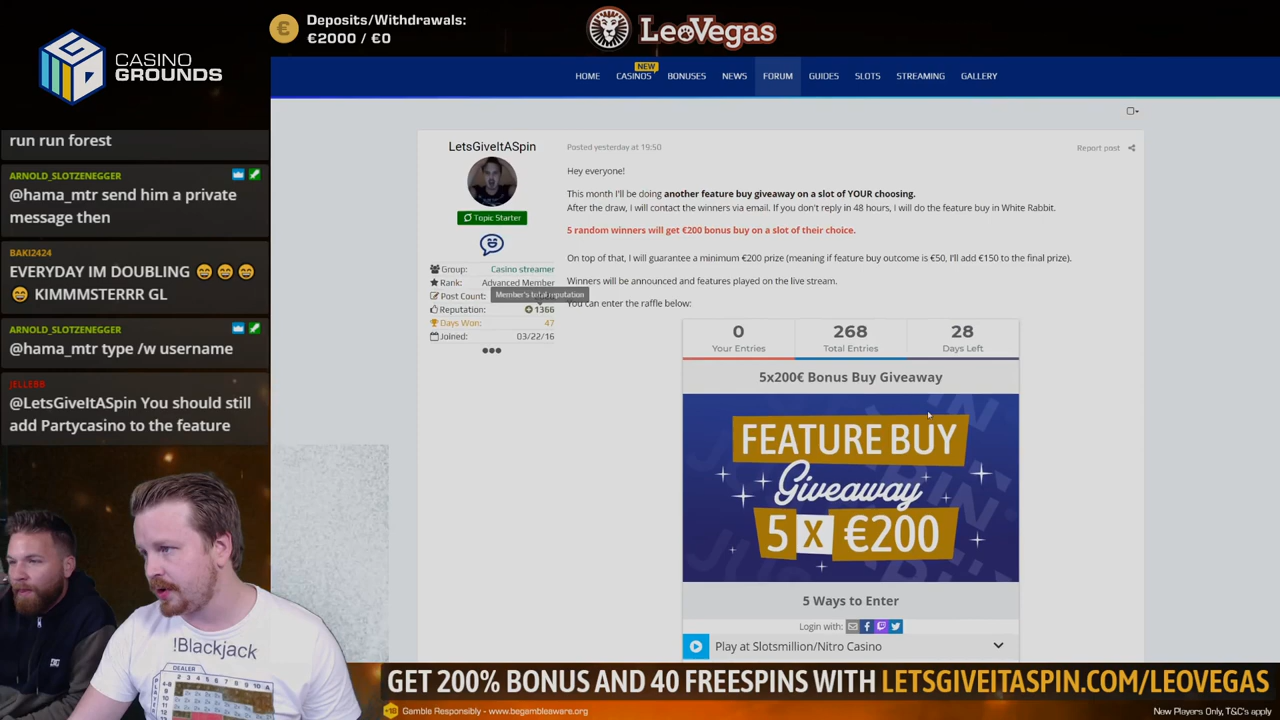 Deposits/Withdrawals:
€2000 / €0
LeoVegas
CASINO
GROUNDS
NEW
HOME CASINOS BONUSES NEWS FORUM GUIDES SLOTS STREAMING GALLERY
run run forest
ARNOLD_SLOTZENEGGER
@hama_mtr send him a private
message then
BAKI2424
EVERYDAY IM DOUBLING
KIMMMSTERRR GL
ARNOLD_SLOTZENEGGER
@hama_mtr type /w username
JELLEBB
@LetsGiveItASpin You should still
add Partycasino to the feature
LetsGiveItASpin
Topic Starter
Group: Casino streamer
Rank: Advanced Member
Post Count:
Member's total reputation
Reputation: 1366
Days Won: 47
Joined: 03/22/16
Posted yesterday at 19:50
Report post
Hey everyone!
This month I'll be doing another feature buy giveaway on a slot of YOUR choosing.
After the draw, I will contact the winners via email. If you don't reply in 48 hours, I will do the feature buy in White Rabbit.
5 random winners will get €200 bonus buy on a slot of their choice.
On top of that, I will guarantee a minimum €200 prize (meaning if feature buy outcome is €50, I'll add €150 to the final prize).
Winners will be announced and features played on the live stream.
You can enter the raffle below:
0 268 28
Your Entries Total Entries Days Left
5x200€ Bonus Buy Giveaway
FEATURE BUY
Giveaway
5 X €200
5 Ways to Enter
Login with:
Play at Slotsmillion/Nitro Casino
!Blackjack
DEALER
GET 200% BONUS AND 40 FREESPINS WITH LETSGIVEITASPIN.COM/LEOVEGAS
+18 Gamble Responsibly - www.begambleaware.org
New Players Only, T&C's apply